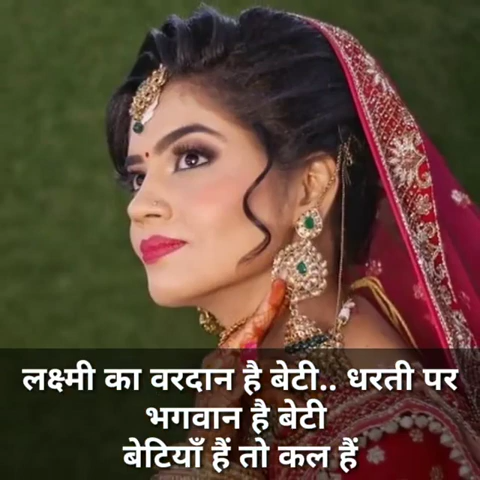 लक्ष्मी का वरदान है बेटी.. धरती पर
भगवान है बेटी
बेटियाँ हैं तो कल हैं